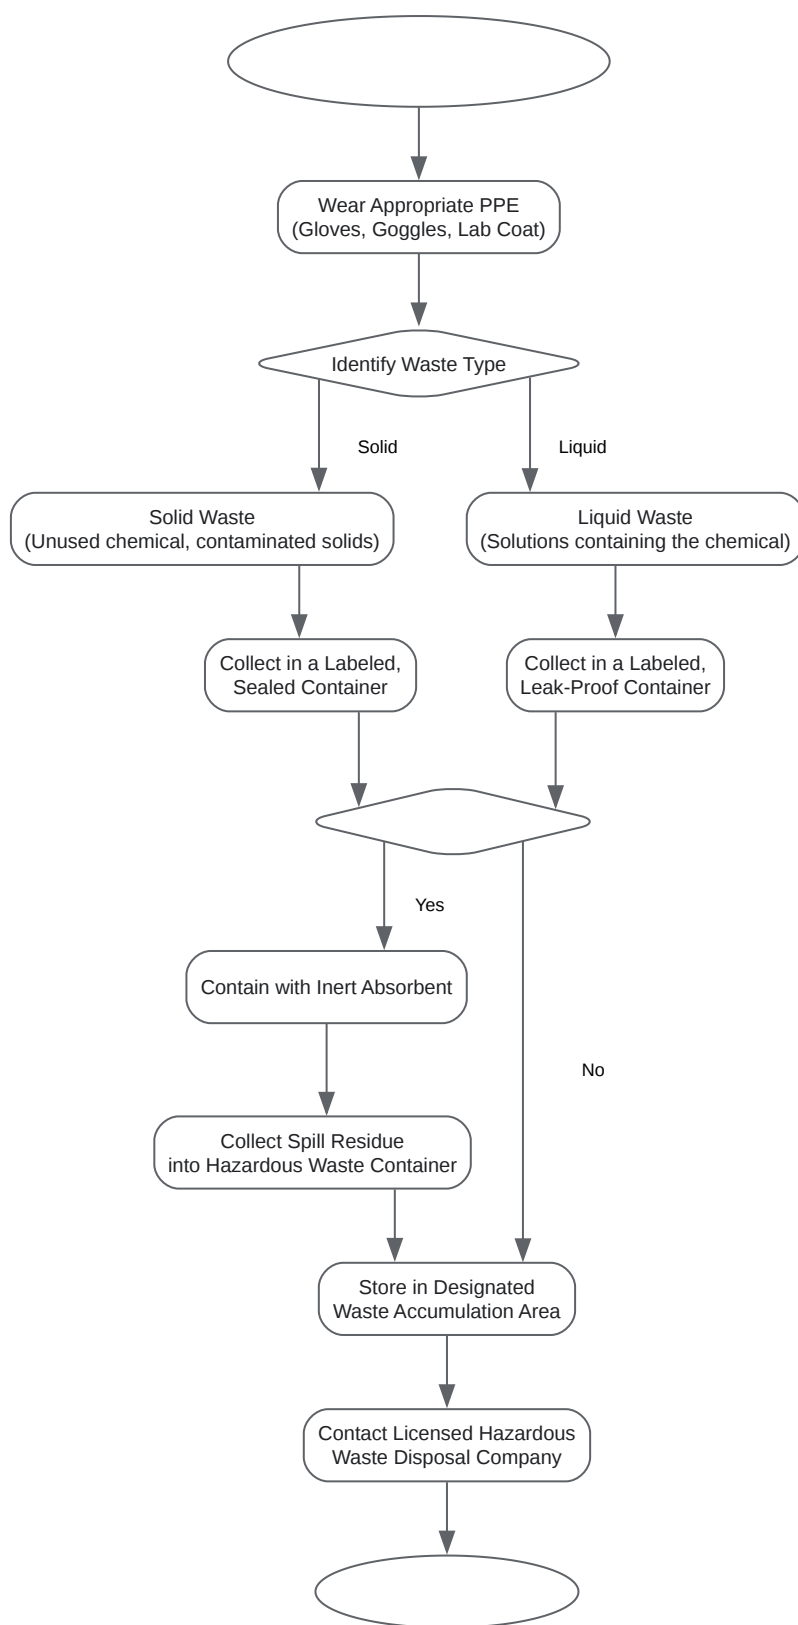 Wear Appropriate PPE
(Gloves, Goggles, Lab Coat)
Identify Waste Type
Solid
Liquid
Solid Waste
(Unused chemical, contaminated solids)
Liquid Waste
(Solutions containing the chemical)
Collect in a Labeled,
Sealed Container
Collect in a Labeled,
Leak-Proof Container
Yes
Contain with Inert Absorbent
No
Collect Spill Residue
into Hazardous Waste Container
Store in Designated
Waste Accumulation Area
Contact Licensed Hazardous
Waste Disposal Company